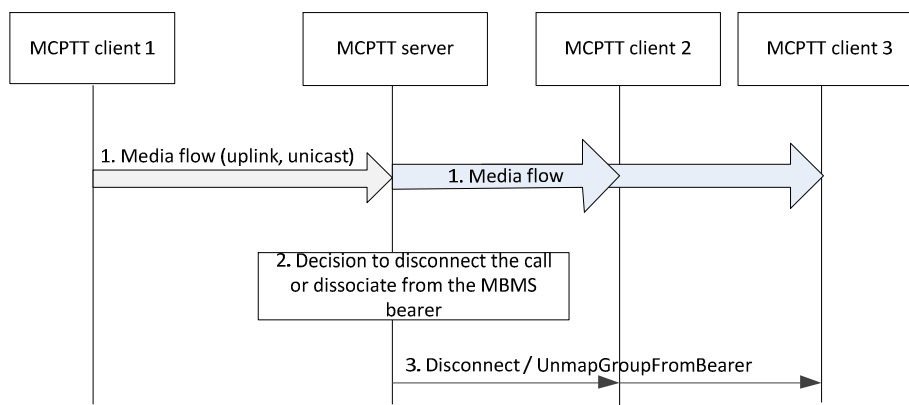 MCPTT client 1
MCPTT server
MCPTT client 2
MCPTT client 3
1. Media flow (uplink, unicast)
1. Media flow
2. Decision to disconnect the call
or dissociate from the MBMS
bearer
3. Disconnect / UnmapGroupFromBearer